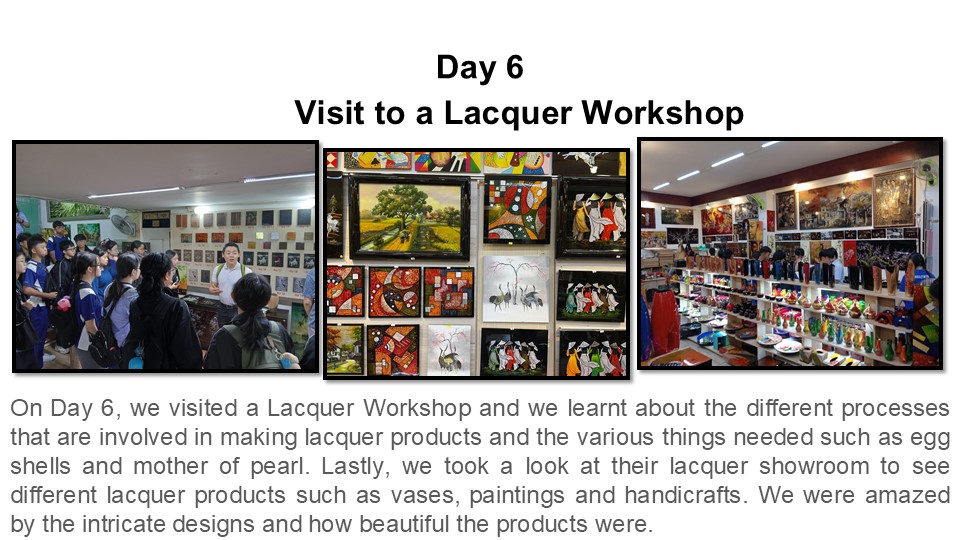 Day 6
Visit to a Lacquer Workshop
On Day 6, we visited a Lacquer Workshop and we learnt about the different processes
that are involved in making lacquer products and the various things needed such as egg
shells and mother of pearl. Lastly, we took a look at their lacquer showroom to see
different lacquer products such as vases, paintings and handicrafts. We were amazed
by the intricate designs and how beautiful the products were.